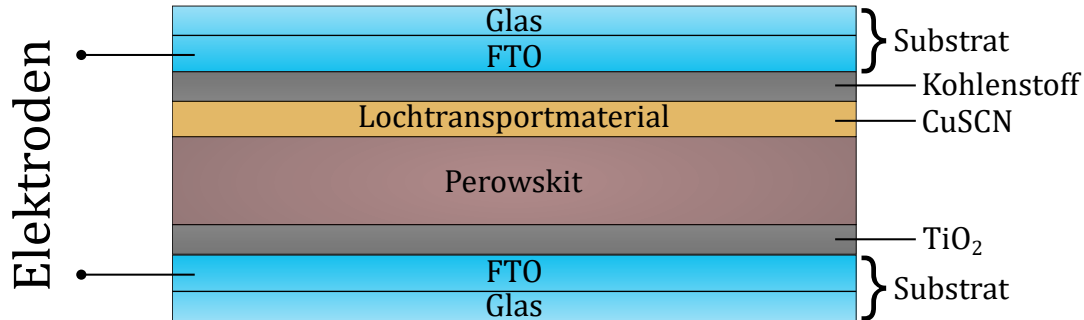 Elektroden
Glas
FTO
Substrat
Kohlenstoff
Lochtransportmaterial
CuSCN
Perowskit
TiO₂
FTO
Substrat
Glas